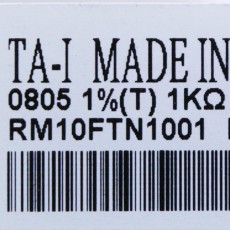 TA-I MADE IN
0805 1%(T) 1KΩ
RM10FTN1001